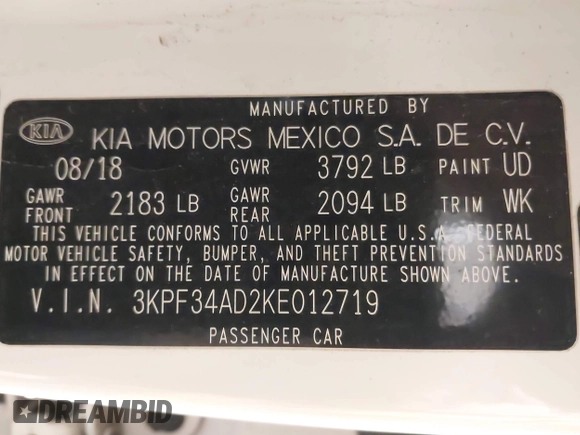 MANUFACTURED BY
KIA KIA MOTORS MEXICO S.A. DE C.V.
08/18 GVWR 3792 LB PAINT UD
GAWR FRONT 2183 LB GAWR REAR 2094 LB TRIM WK
THIS VEHICLE CONFORMS TO ALL APPLICABLE U.S.A. FEDERAL
MOTOR VEHICLE SAFETY, BUMPER, AND THEFT PREVENTION STANDARDS
IN EFFECT ON THE DATE OF MANUFACTURE SHOWN ABOVE.
V.I.N. 3KPF34AD2KE012719
PASSENGER CAR
DREAMBID